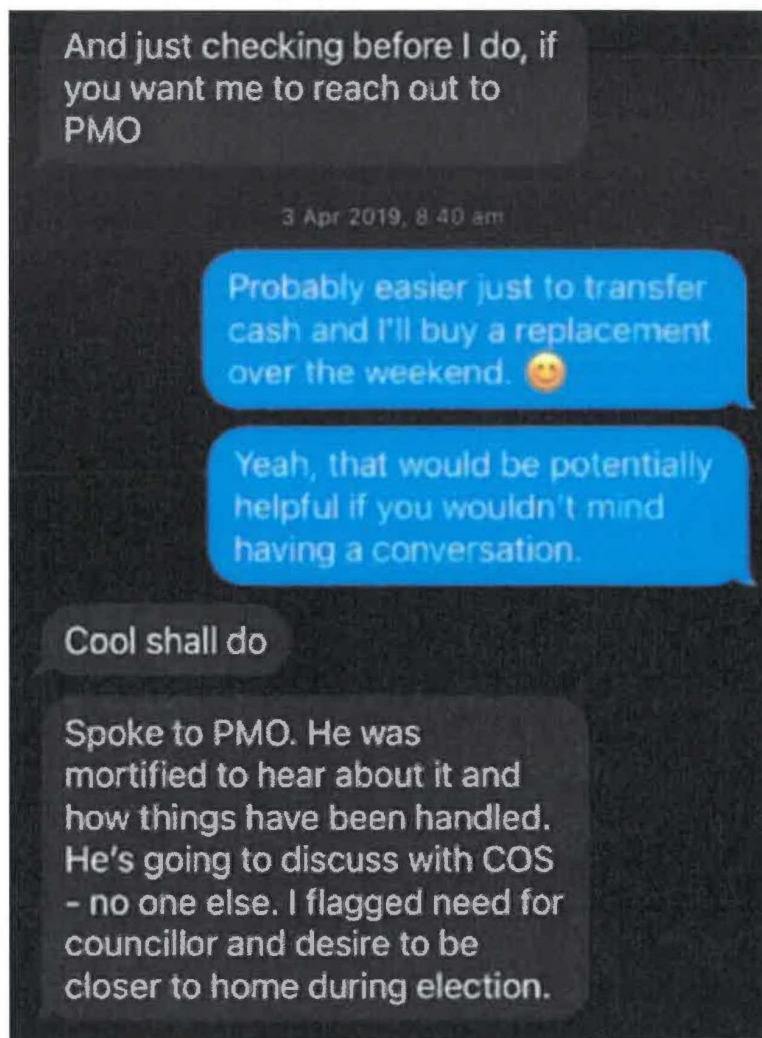 And just checking before I do, if
you want me to reach out to
PMO
3 Apr 2019, 8:40 am
Probably easier just to transfer
cash and I'll buy a replacement
over the weekend. 😊
Yeah, that would be potentially
helpful if you wouldn't mind
having a conversation.
Cool shall do
Spoke to PMO. He was
mortified to hear about it and
how things have been handled.
He's going to discuss with COS
- no one else. I flagged need for
councillor and desire to be
closer to home during election.